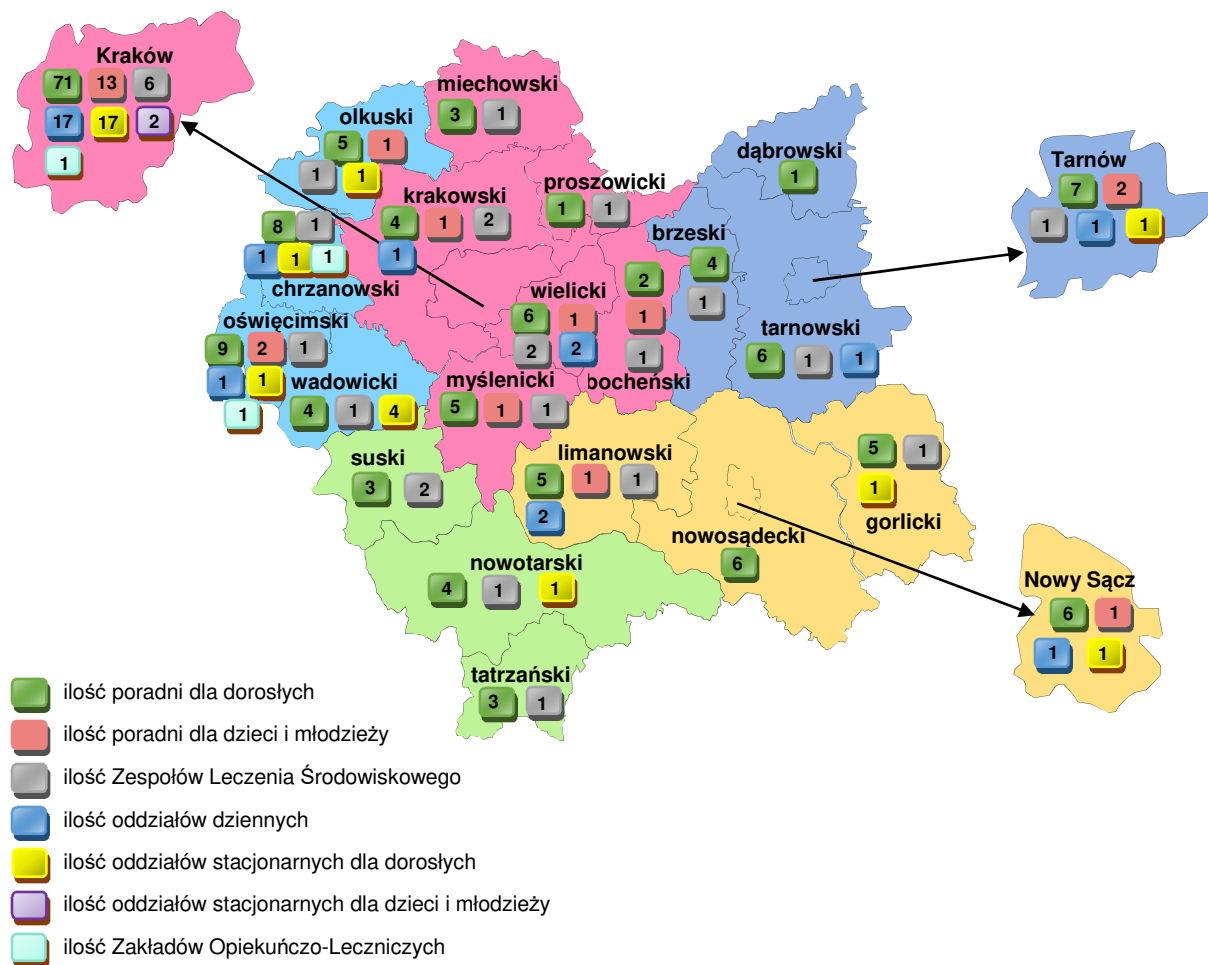 Kraków
71 13 6
17 17 2
1
miechowski
3 1
olkuski
5 1
1 1
krakowski
4 1 2
1
proszowicki
1 1
dąbrowski
1
Tarnów
7 2
1 1 1
brzeski
4
1
8 1
1 1 1
chrzanowski
wielicki
6 1
2 2
2
1
1
bocheński
tarnowski
6 1 1
oświęcimski
9 2 1
1 1
1
wadowicki
4 1 4
myślenicki
5 1 1
suski
3 2
limanowski
5 1 1
2
5 1
1
gorlicki
nowosądecki
6
nowotarski
4 1 1
Nowy Sącz
6 1
1 1
tatrzański
3 1
ilość poradni dla dorosłych
ilość poradni dla dzieci i młodzieży
ilość Zespołów Leczenia Środowiskowego
ilość oddziałów dziennych
ilość oddziałów stacjonarnych dla dorosłych
ilość oddziałów stacjonarnych dla dzieci i młodzieży
ilość Zakładów Opiekuńczo-Leczniczych